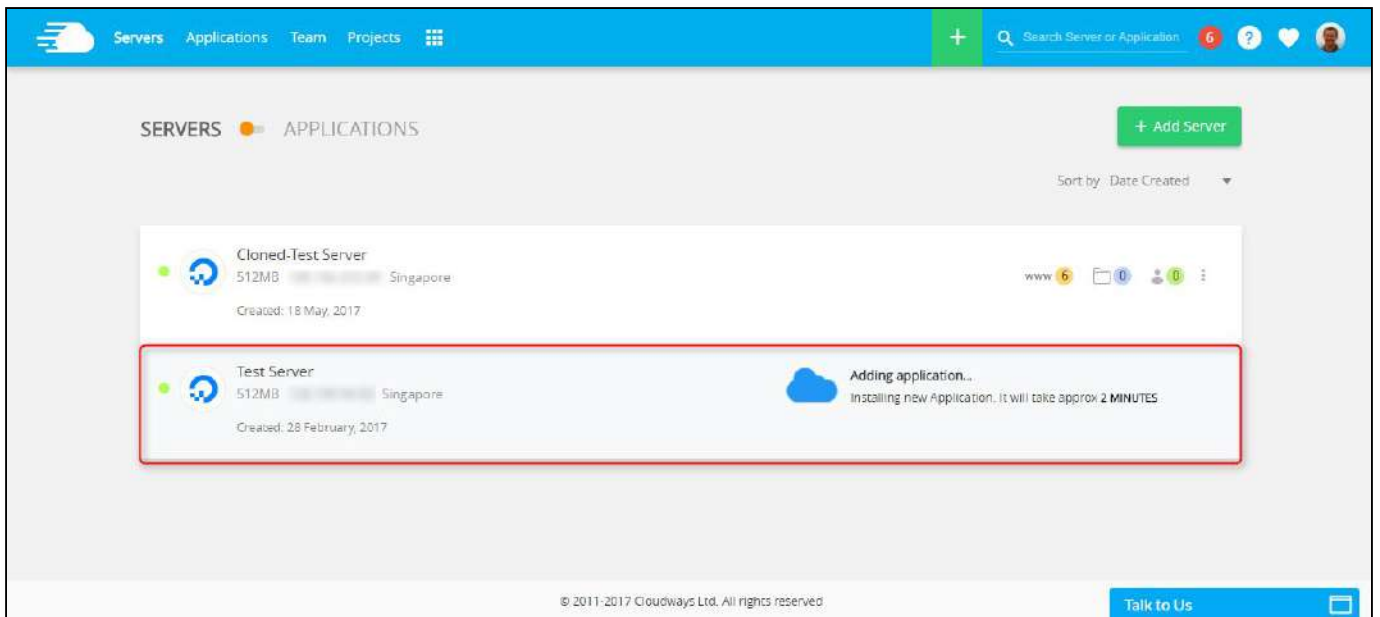 Servers Applications Team Projects + Search Server or Application 6 ?
SERVERS APPLICATIONS + Add Server
Sort by Date Created
Cloned-Test Server
512MB Singapore www 6 0 0
Created: 18 May, 2017
Test Server Adding application...
512MB Singapore Installing new Application. It will take approx 2 MINUTES
Created: 28 February, 2017
© 2011-2017 Cloudways Ltd. All rights reserved
Talk to Us